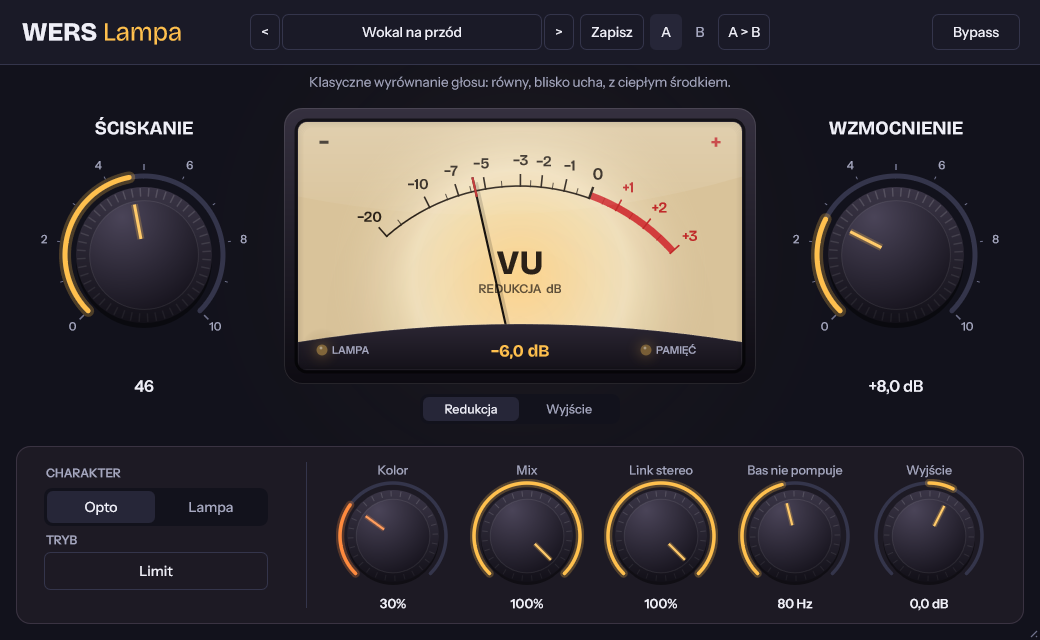 WERS Lampa
<
Wokal na przód
>
Zapisz
A
B
A > B
Bypass
Klasyczne wyrównanie głosu: równy, blisko ucha, z ciepłym środkiem.
ŚCISKANIE
0
2
4
6
8
10
46
–
+
-20
-10
-7
-5
-3
-2
-1
0
+1
+2
+3
VU
REDUKCJA dB
LAMPA
-6,0 dB
PAMIĘĆ
Redukcja
Wyjście
WZMOCNIENIE
0
2
4
6
8
10
+8,0 dB
CHARAKTER
Opto
Lampa
TRYB
Limit
Kolor
30%
Mix
100%
Link stereo
100%
Bas nie pompuje
80 Hz
Wyjście
0,0 dB